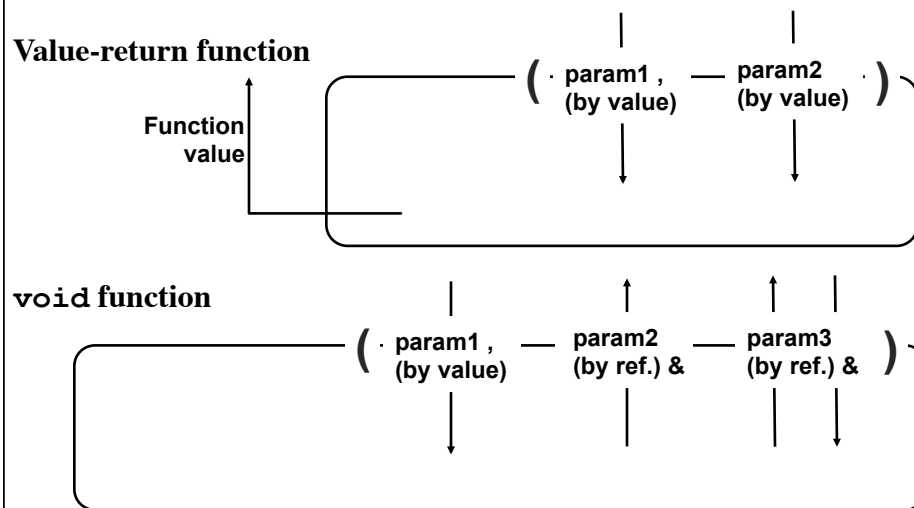 Value-return function
( param1 , param2 )
(by value) (by value)
Function
value
void function
( param1 , param2 param3 )
(by value) (by ref.) & (by ref.) &